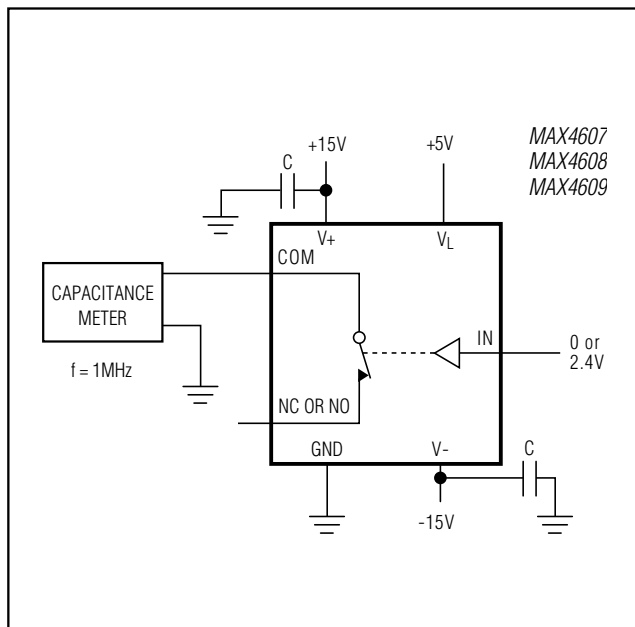 MAX4607
MAX4608
MAX4609
+15V
+5V
C
V+
VL
COM
CAPACITANCE
METER
IN
0 or
2.4V
f = 1MHz
NC OR NO
GND
V-
C
-15V